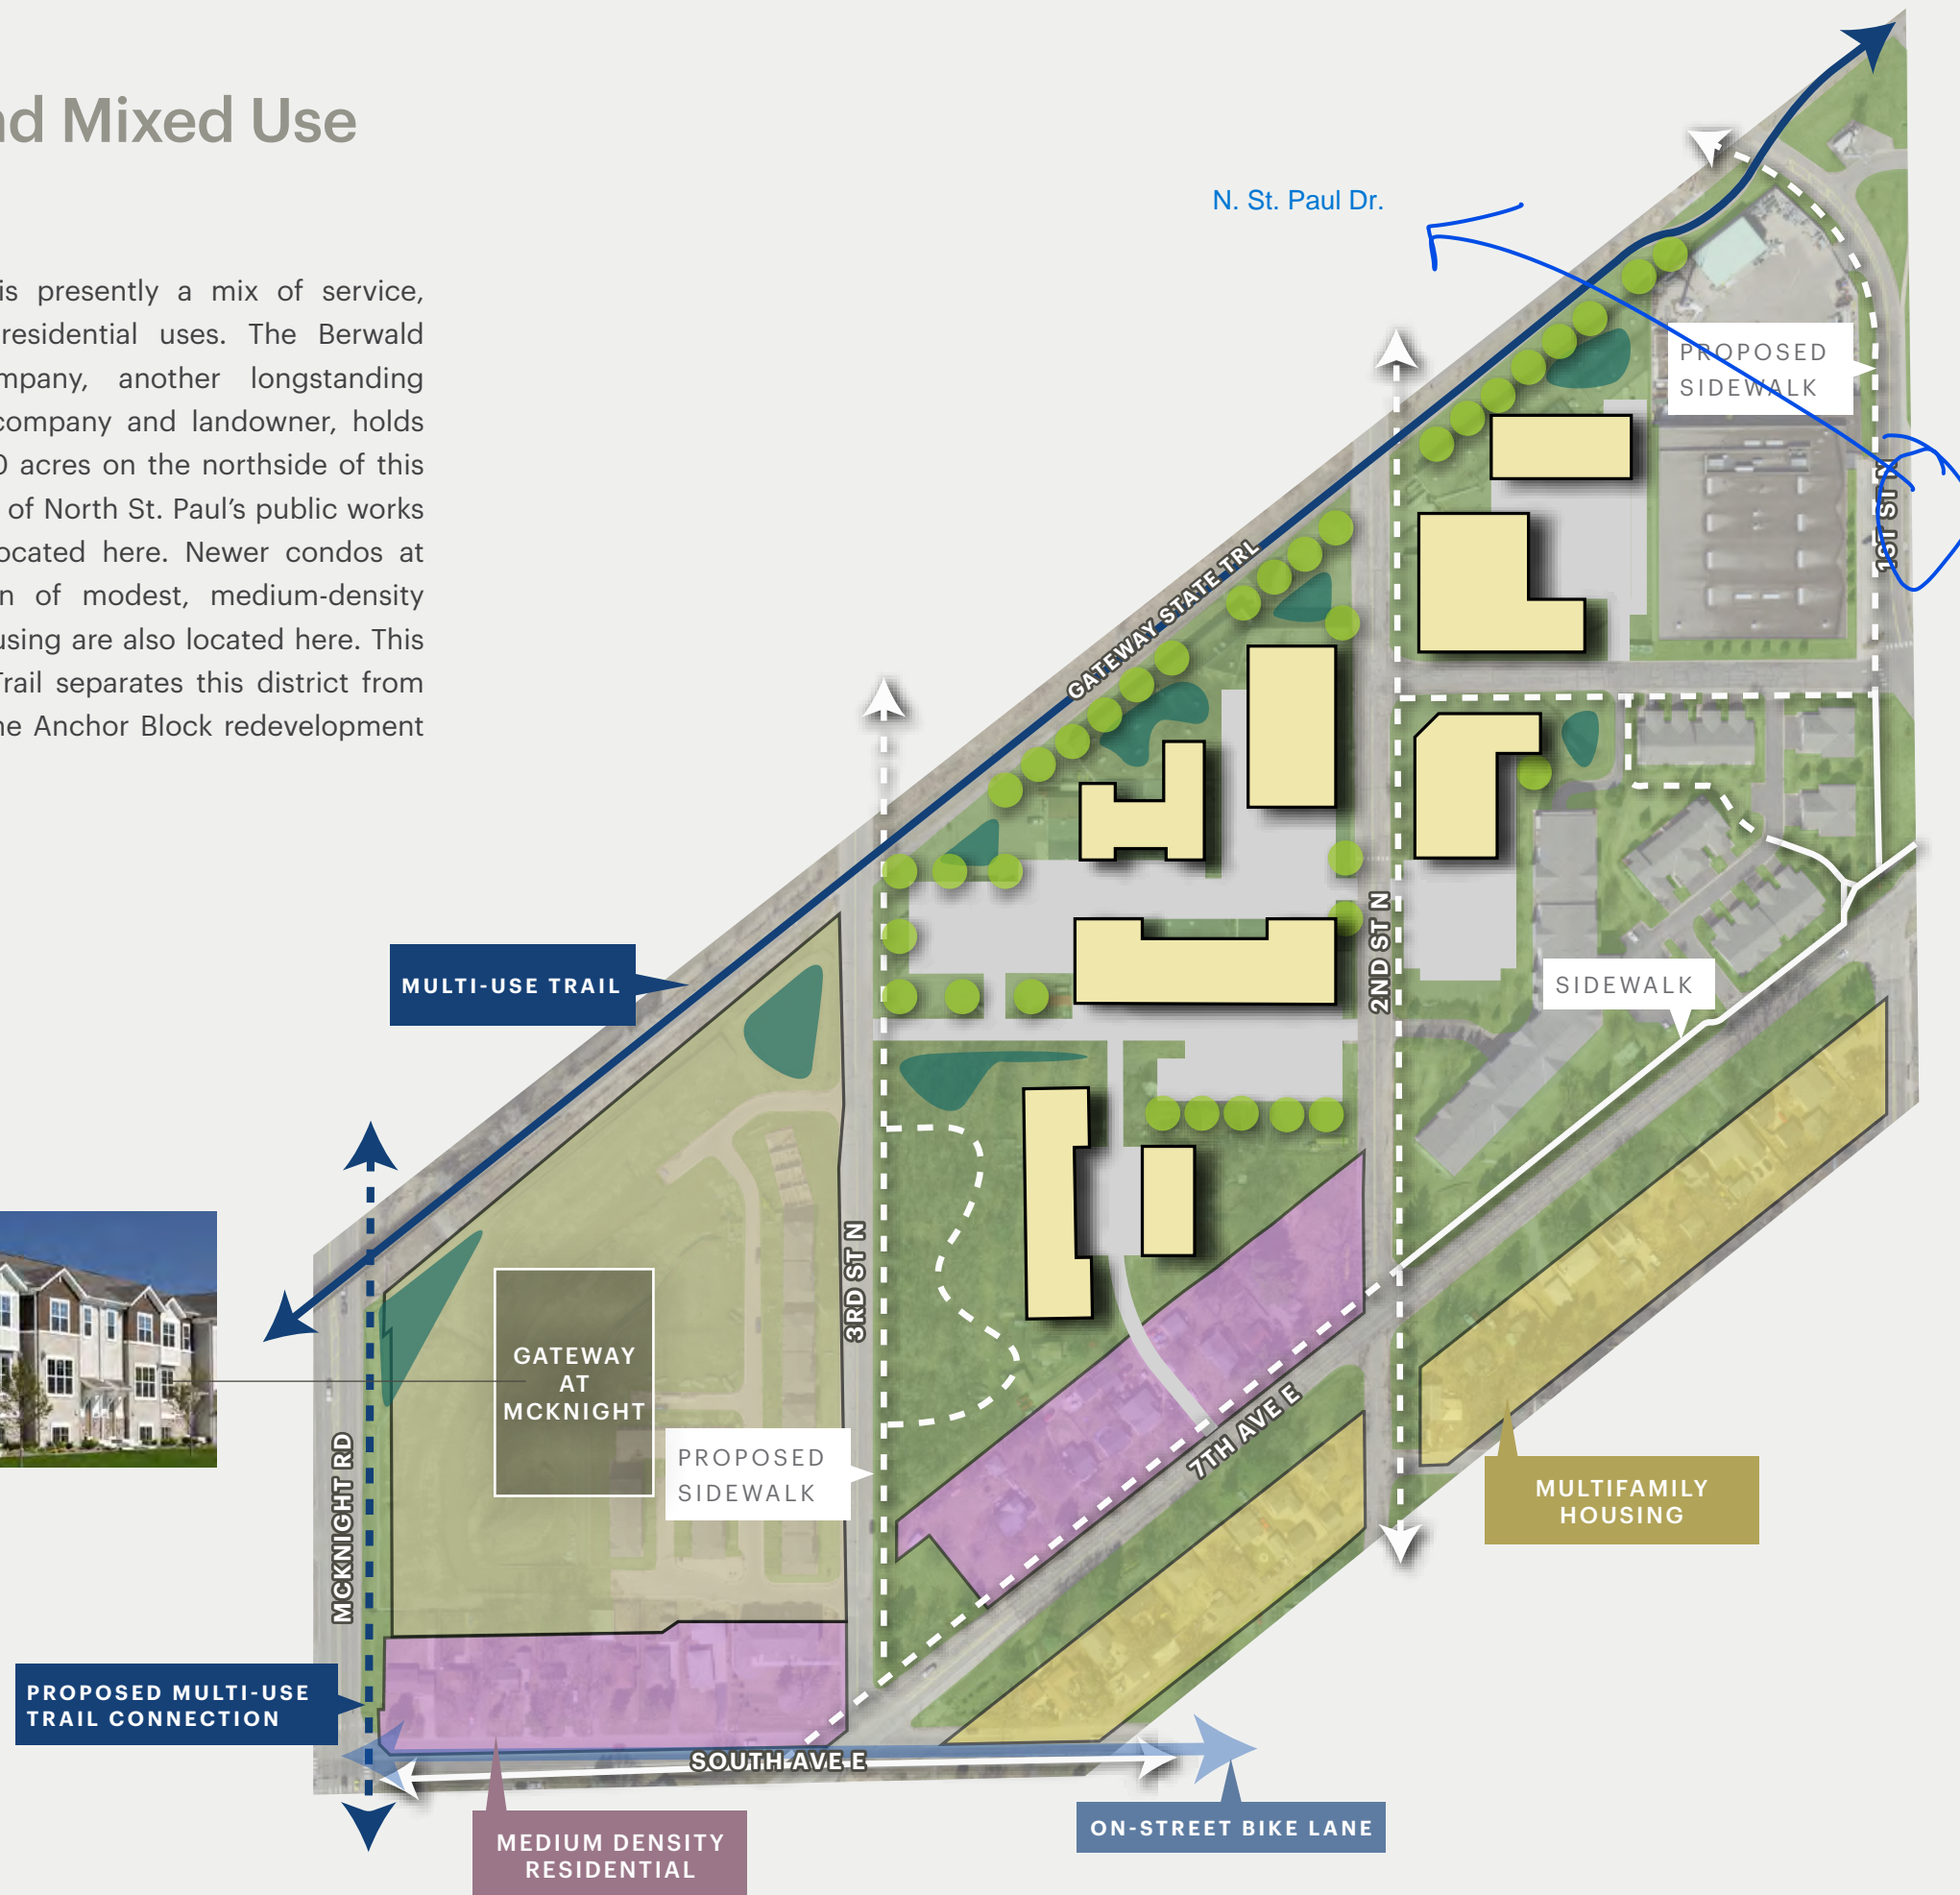 nd Mixed Use
N. St. Paul Dr.
is presently a mix of service,
residential uses. The Berwald
mpany, another longstanding
company and landowner, holds
0 acres on the northside of this
of North St. Paul’s public works
ocated here. Newer condos at
n of modest, medium-density
using are also located here. This
Trail separates this district from
he Anchor Block redevelopment
PROPOSED
SIDEWALK
1ST ST N
GATEWAY STATE TRL
2ND ST N
MULTI-USE TRAIL
SIDEWALK
3RD ST N
GATEWAY
AT
MCKNIGHT
PROPOSED
SIDEWALK
7TH AVE E
MCKNIGHT RD
MULTIFAMILY
HOUSING
PROPOSED MULTI-USE
TRAIL CONNECTION
SOUTH AVE E
ON-STREET BIKE LANE
MEDIUM DENSITY
RESIDENTIAL